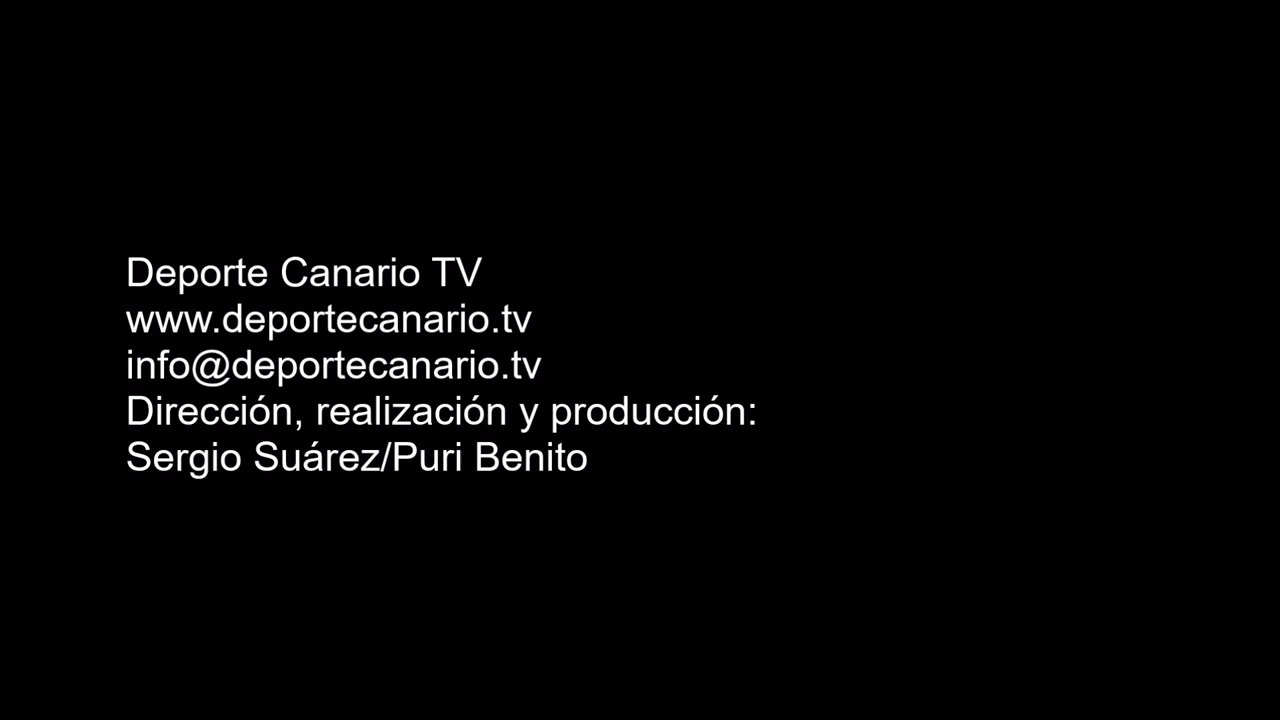 Deporte Canario TV
www.deportecanario.tv
info@deportecanario.tv
Dirección, realización y producción:
Sergio Suárez/Puri Benito